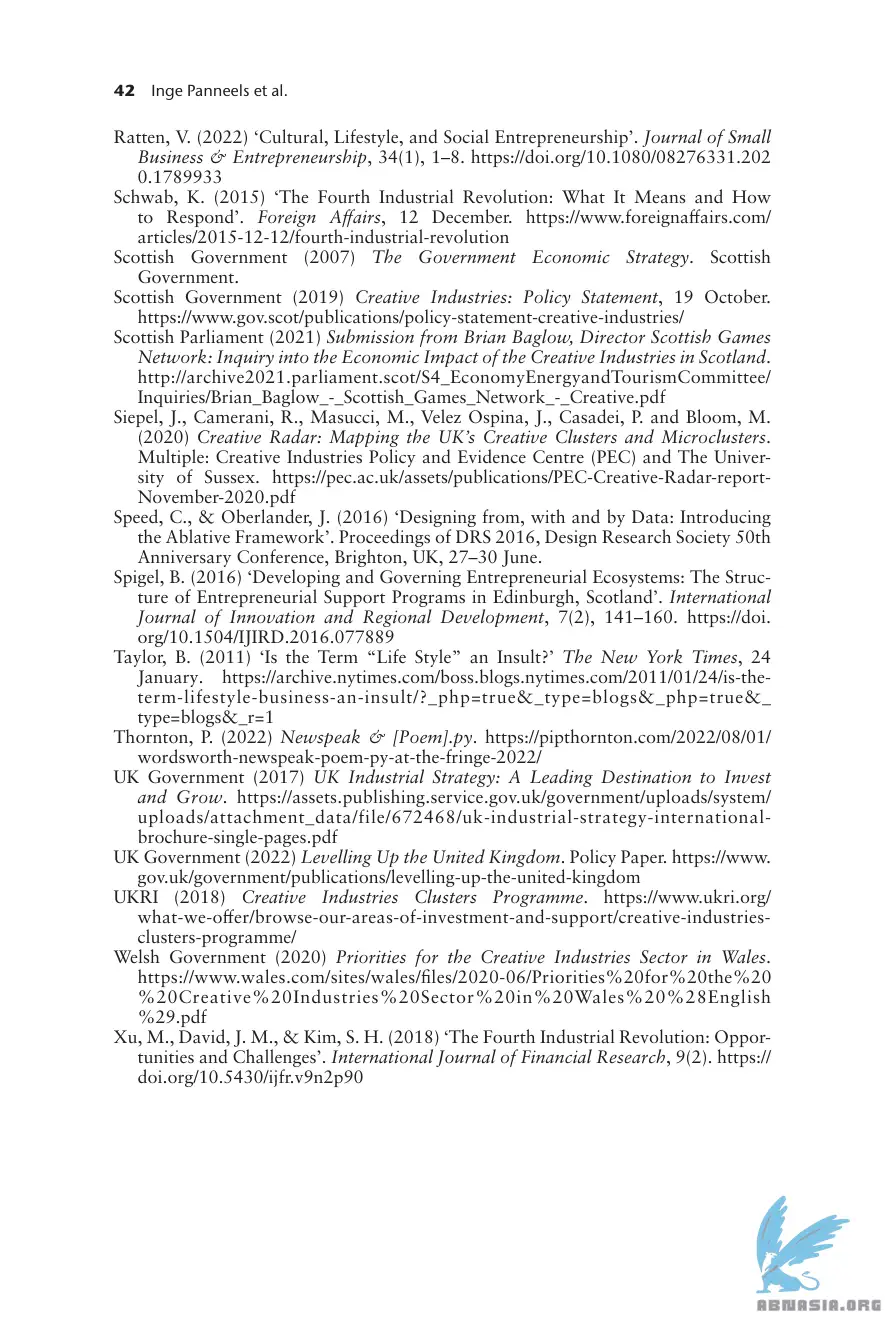 42 Inge Panneels et al.
Ratten, V. (2022) ‘Cultural, Lifestyle, and Social Entrepreneurship’. Journal of Small
Business & Entrepreneurship, 34(1), 1–8. https://doi.org/10.1080/08276331.202
0.1789933
Schwab, K. (2015) ‘The Fourth Industrial Revolution: What It Means and How
to Respond’. Foreign Affairs, 12 December. https://www.foreignaffairs.com/
articles/2015-12-12/fourth-industrial-revolution
Scottish Government (2007) The Government Economic Strategy. Scottish
Government.
Scottish Government (2019) Creative Industries: Policy Statement, 19 October.
https://www.gov.scot/publications/policy-statement-creative-industries/
Scottish Parliament (2021) Submission from Brian Baglow, Director Scottish Games
Network: Inquiry into the Economic Impact of the Creative Industries in Scotland.
http://archive2021.parliament.scot/S4_EconomyEnergyandTourismCommittee/
Inquiries/Brian_Baglow_-_Scottish_Games_Network_-_Creative.pdf
Siepel, J., Camerani, R., Masucci, M., Velez Ospina, J., Casadei, P. and Bloom, M.
(2020) Creative Radar: Mapping the UK’s Creative Clusters and Microclusters.
Multiple: Creative Industries Policy and Evidence Centre (PEC) and The Univer-
sity of Sussex. https://pec.ac.uk/assets/publications/PEC-Creative-Radar-report-
November-2020.pdf
Speed, C., & Oberlander, J. (2016) ‘Designing from, with and by Data: Introducing
the Ablative Framework’. Proceedings of DRS 2016, Design Research Society 50th
Anniversary Conference, Brighton, UK, 27–30 June.
Spigel, B. (2016) ‘Developing and Governing Entrepreneurial Ecosystems: The Struc-
ture of Entrepreneurial Support Programs in Edinburgh, Scotland’. International
Journal of Innovation and Regional Development, 7(2), 141–160. https://doi.
org/10.1504/IJIRD.2016.077889
Taylor, B. (2011) ‘Is the Term “Life Style” an Insult?’ The New York Times, 24
January. https://archive.nytimes.com/boss.blogs.nytimes.com/2011/01/24/is-the-
term-lifestyle-business-an-insult/?_php=true&_type=blogs&_php=true&_
type=blogs&_r=1
Thornton, P. (2022) Newspeak & [Poem].py. https://pipthornton.com/2022/08/01/
wordsworth-newspeak-poem-py-at-the-fringe-2022/
UK Government (2017) UK Industrial Strategy: A Leading Destination to Invest
and Grow. https://assets.publishing.service.gov.uk/government/uploads/system/
uploads/attachment_data/file/672468/uk-industrial-strategy-international-
brochure-single-pages.pdf
UK Government (2022) Levelling Up the United Kingdom. Policy Paper. https://www.
gov.uk/government/publications/levelling-up-the-united-kingdom
UKRI (2018) Creative Industries Clusters Programme. https://www.ukri.org/
what-we-offer/browse-our-areas-of-investment-and-support/creative-industries-
clusters-programme/
Welsh Government (2020) Priorities for the Creative Industries Sector in Wales.
https://www.wales.com/sites/wales/files/2020-06/Priorities%20for%20the%20
%20Creative%20Industries%20Sector%20in%20Wales%20%28English
%29.pdf
Xu, M., David, J. M., & Kim, S. H. (2018) ‘The Fourth Industrial Revolution: Oppor-
tunities and Challenges’. International Journal of Financial Research, 9(2). https://
doi.org/10.5430/ijfr.v9n2p90
ABNASIA.ORG